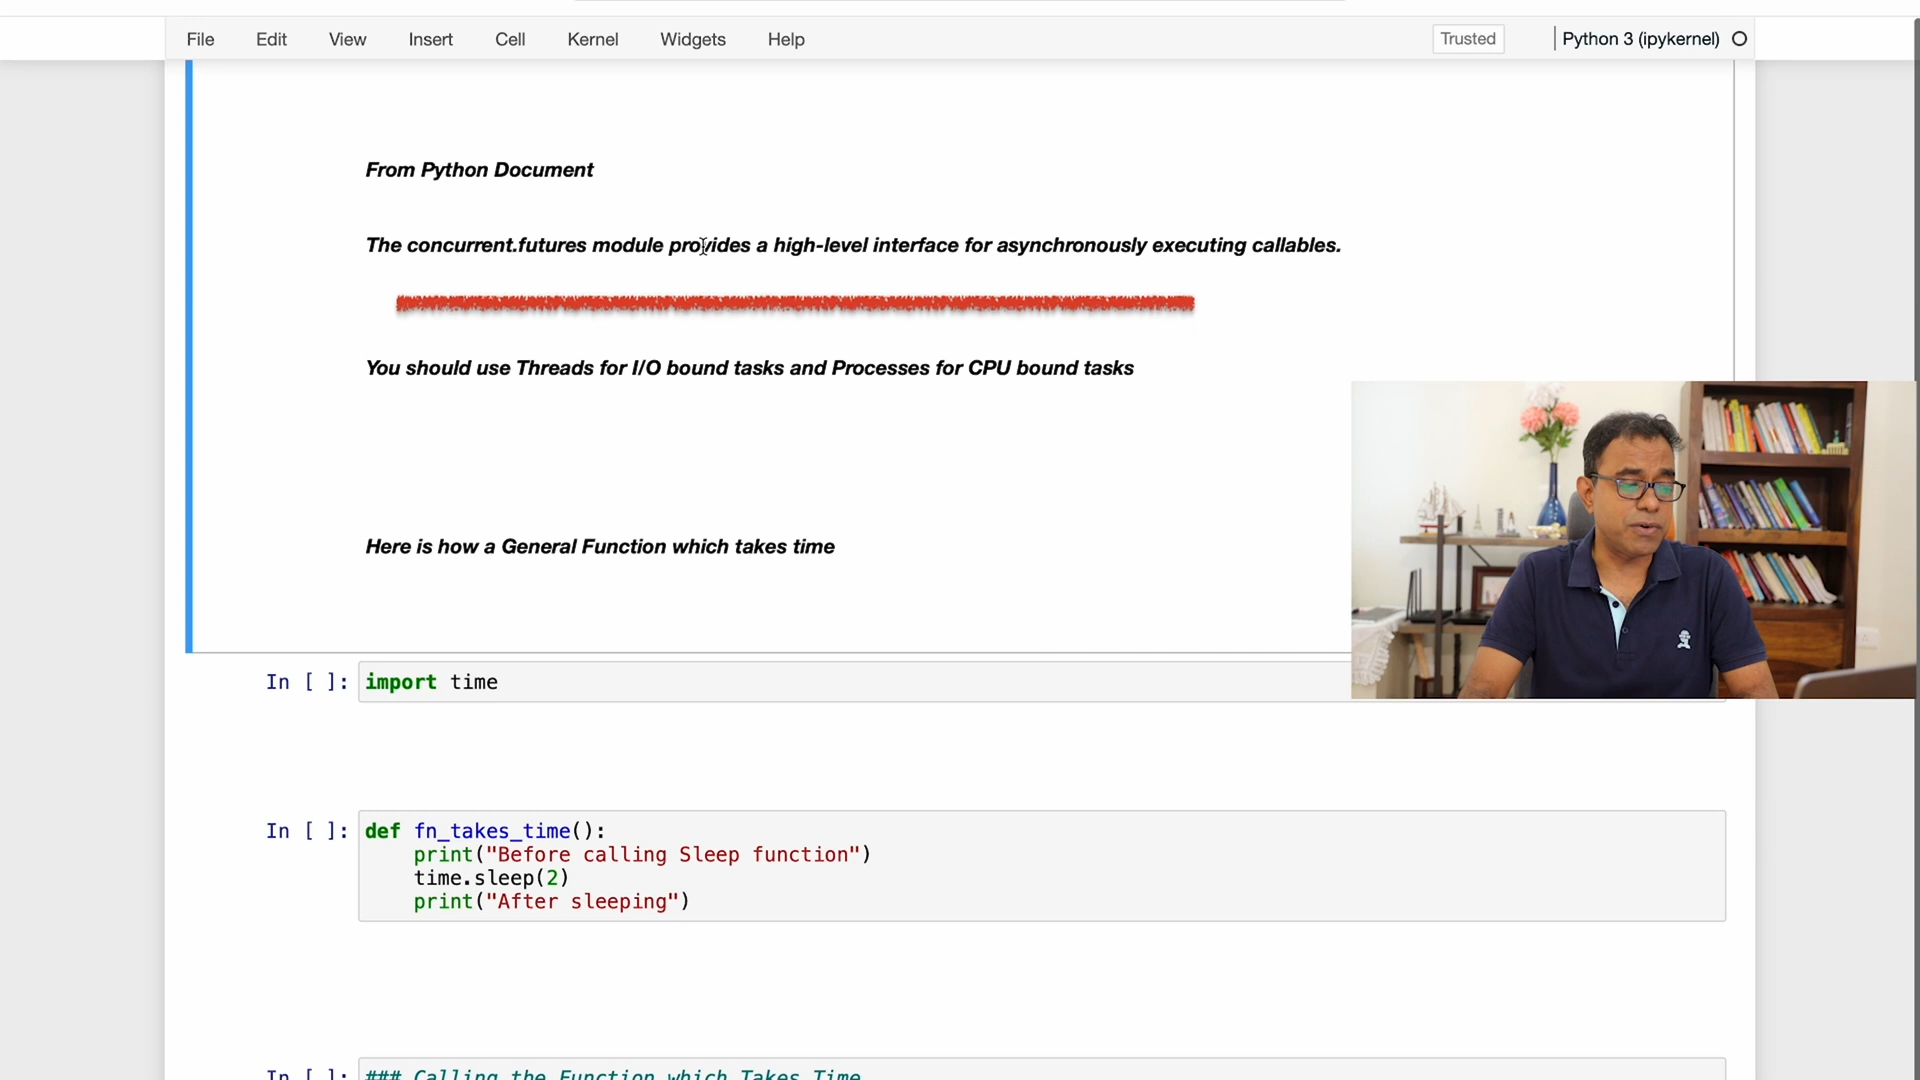 File Edit View Insert Cell Kernel Widgets Help Trusted Python 3 (ipykernel)
From Python Document
The concurrent.futures module provides a high-level interface for asynchronously executing callables.
You should use Threads for I/O bound tasks and Processes for CPU bound tasks
Here is how a General Function which takes time
In [ ]: import time
In [ ]: def fn_takes_time():
print("Before calling Sleep function")
time.sleep(2)
print("After sleeping")
In [ ]: ### Calling the Function which Takes Time